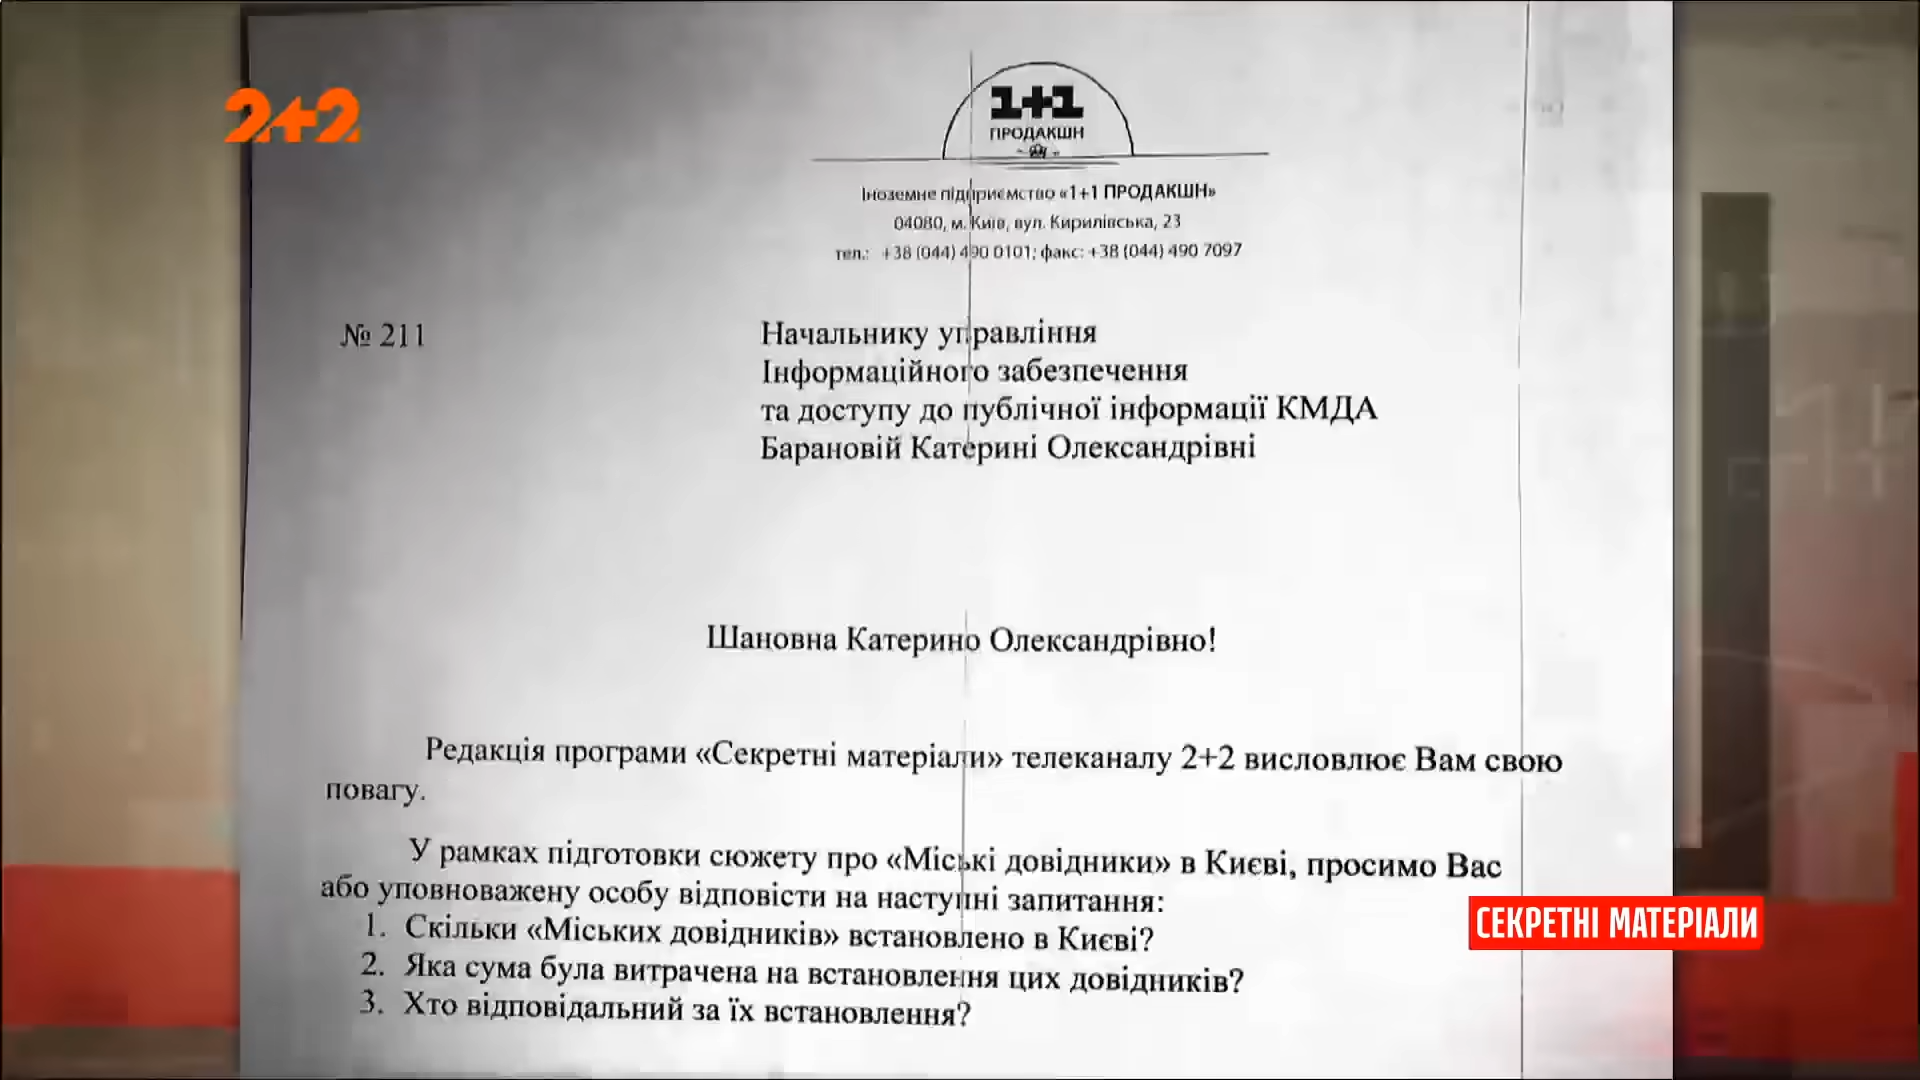 2+2
1+1
ПРОДАКШН
Іноземне підприємство «1+1 ПРОДАКШН»
04080, м. Київ, вул. Кирилівська, 23
тел.: +38 (044) 490 0101; факс: +38 (044) 490 7097
№ 211
Начальнику управління
Інформаційного забезпечення
та доступу до публічної інформації КМДА
Барановій Катерині Олександрівні
Шановна Катерино Олександрівно!
Редакція програми «Секретні матеріали» телеканалу 2+2 висловлює Вам свою
повагу.
У рамках підготовки сюжету про «Міські довідники» в Києві, просимо Вас
або уповноважену особу відповісти на наступні запитання:
1. Скільки «Міських довідників» встановлено в Києві?
2. Яка сума була витрачена на встановлення цих довідників?
3. Хто відповідальний за їх встановлення?
СЕКРЕТНІ МАТЕРІАЛИ